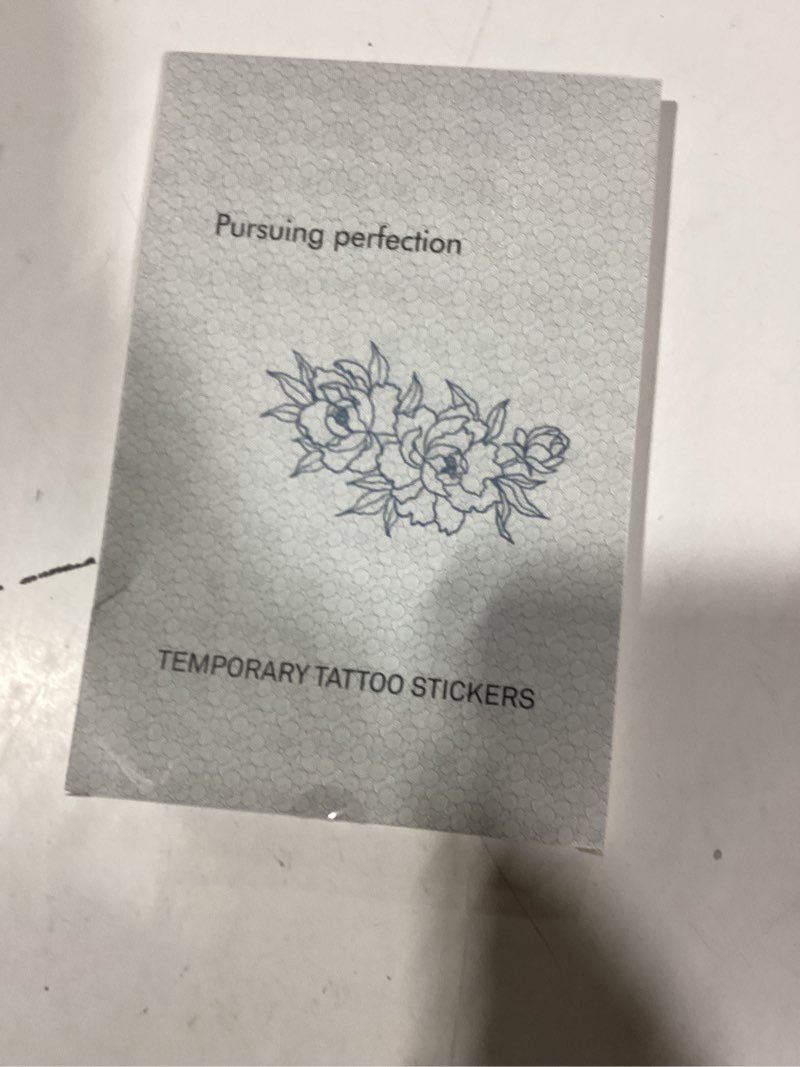 Pursuing perfection
TEMPORARY TATTOO STICKERS